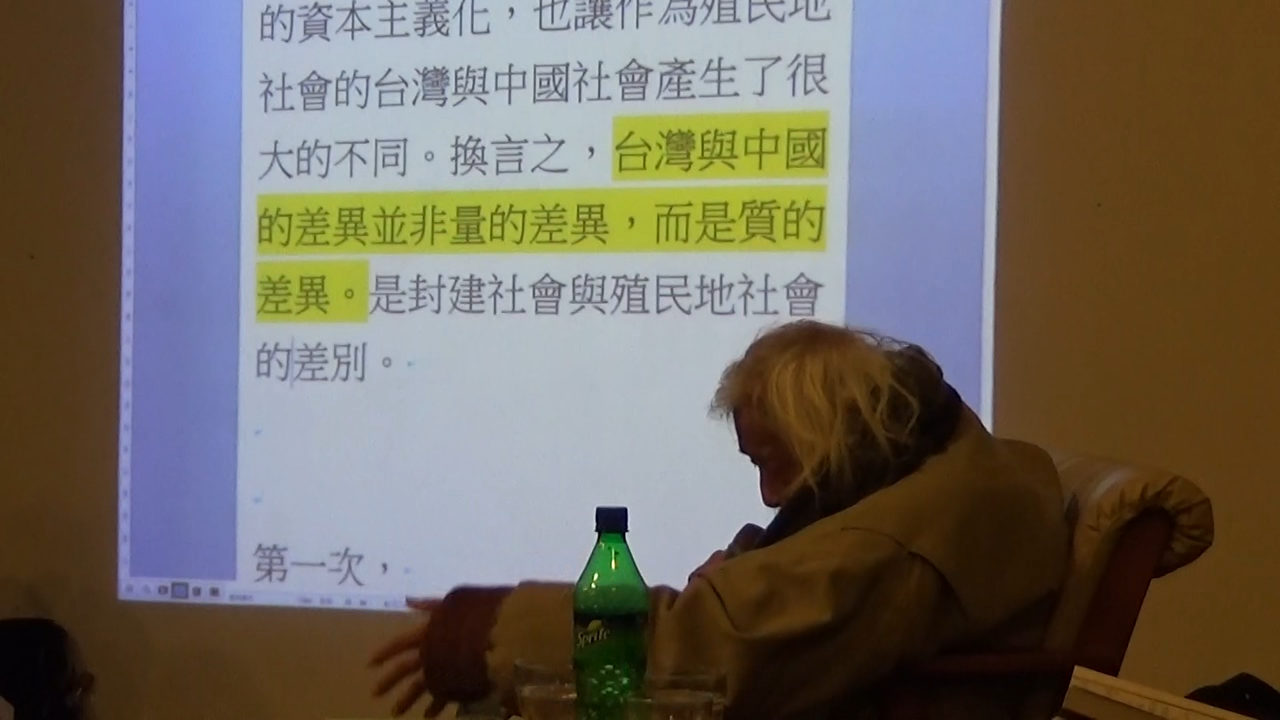 的資本主義化，也讓作為殖民地
社會的台灣與中國社會產生了很
大的不同。換言之，台灣與中國
的差異並非量的差異，而是質的
差異。是封建社會與殖民地社會
的差別。
第一次，
Sprite